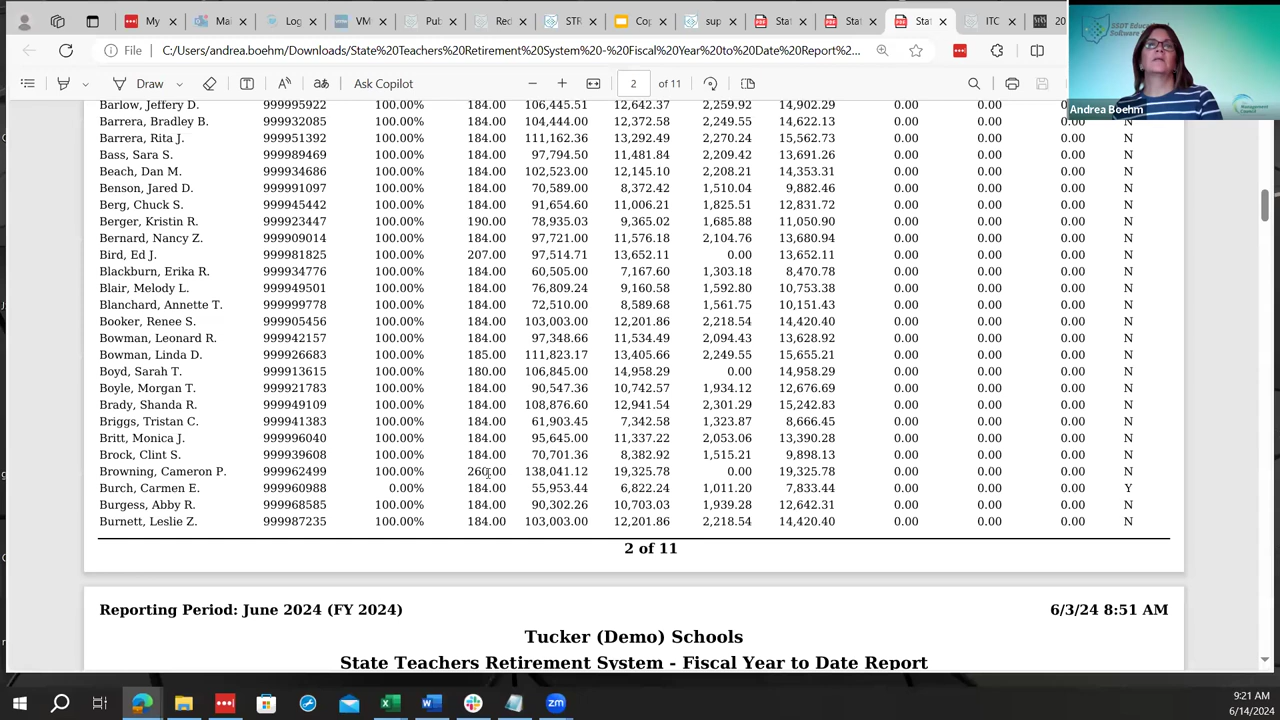 My
Mai
Log
VM
Pub
Red
STR
Cop
sup
Sta
Sta
Sta
ITC
File C:/Users/andrea.boehm/Downloads/State%20Teachers%20Retirement%20System%20-%20Fiscal%20Year%20to%20Date%20Report%2...
Draw Ask Copilot 2 of 11
Andrea Boehm
Barlow, Jeffery D. 999995922 100.00% 184.00 106,445.51 12,642.37 2,259.92 14,902.29 0.00 0.00 0.00
Barrera, Bradley B. 999932085 100.00% 184.00 104,441.00 12,372.58 2,249.55 14,622.13 0.00 0.00 0.00 N
Barrera, Rita J. 999951392 100.00% 184.00 111,162.36 13,292.49 2,270.24 15,562.73 0.00 0.00 0.00 N
Bass, Sara S. 999989469 100.00% 184.00 97,794.50 11,481.84 2,209.42 13,691.26 0.00 0.00 0.00 N
Beach, Dan M. 999934686 100.00% 184.00 102,523.00 12,145.10 2,208.21 14,353.31 0.00 0.00 0.00 N
Benson, Jared D. 999991097 100.00% 184.00 70,589.00 8,372.42 1,510.04 9,882.46 0.00 0.00 0.00 N
Berg, Chuck S. 999945442 100.00% 184.00 91,654.60 11,006.21 1,825.51 12,831.72 0.00 0.00 0.00 N
Berger, Kristin R. 999923447 100.00% 190.00 78,935.03 9,365.02 1,685.88 11,050.90 0.00 0.00 0.00 N
Bernard, Nancy Z. 999909014 100.00% 184.00 97,721.00 11,576.18 2,104.76 13,680.94 0.00 0.00 0.00 N
Bird, Ed J. 999981825 100.00% 207.00 97,514.71 13,652.11 0.00 13,652.11 0.00 0.00 0.00 N
Blackburn, Erika R. 999934776 100.00% 184.00 60,505.00 7,167.60 1,303.18 8,470.78 0.00 0.00 0.00 N
Blair, Melody L. 999949501 100.00% 184.00 76,809.24 9,160.58 1,592.80 10,753.38 0.00 0.00 0.00 N
Blanchard, Annette T. 999999778 100.00% 184.00 72,510.00 8,589.68 1,561.75 10,151.43 0.00 0.00 0.00 N
Booker, Renee S. 999905456 100.00% 184.00 103,003.00 12,201.86 2,218.54 14,420.40 0.00 0.00 0.00 N
Bowman, Leonard R. 999942157 100.00% 184.00 97,348.66 11,534.49 2,094.43 13,628.92 0.00 0.00 0.00 N
Bowman, Linda D. 999926683 100.00% 185.00 111,823.17 13,405.66 2,249.55 15,655.21 0.00 0.00 0.00 N
Boyd, Sarah T. 999913615 100.00% 180.00 106,845.00 14,958.29 0.00 14,958.29 0.00 0.00 0.00 N
Boyle, Morgan T. 999921783 100.00% 184.00 90,547.36 10,742.57 1,934.12 12,676.69 0.00 0.00 0.00 N
Brady, Shanda R. 999949109 100.00% 184.00 108,876.60 12,941.54 2,301.29 15,242.83 0.00 0.00 0.00 N
Briggs, Tristan C. 999941383 100.00% 184.00 61,903.45 7,342.58 1,323.87 8,666.45 0.00 0.00 0.00 N
Britt, Monica J. 999996040 100.00% 184.00 95,645.00 11,337.22 2,053.06 13,390.28 0.00 0.00 0.00 N
Brock, Clint S. 999939608 100.00% 184.00 70,701.36 8,382.92 1,515.21 9,898.13 0.00 0.00 0.00 N
Browning, Cameron P. 999962499 100.00% 260.00 138,041.12 19,325.78 0.00 19,325.78 0.00 0.00 0.00 N
Burch, Carmen E. 999960988 0.00% 184.00 55,953.44 6,822.24 1,011.20 7,833.44 0.00 0.00 0.00 Y
Burgess, Abby R. 999968585 100.00% 184.00 90,302.26 10,703.03 1,939.28 12,642.31 0.00 0.00 0.00 N
Burnett, Leslie Z. 999987235 100.00% 184.00 103,003.00 12,201.86 2,218.54 14,420.40 0.00 0.00 0.00 N
2 of 11
Reporting Period: June 2024 (FY 2024) 6/3/24 8:51 AM
Tucker (Demo) Schools
State Teachers Retirement System - Fiscal Year to Date Report
9:21 AM
6/14/2024